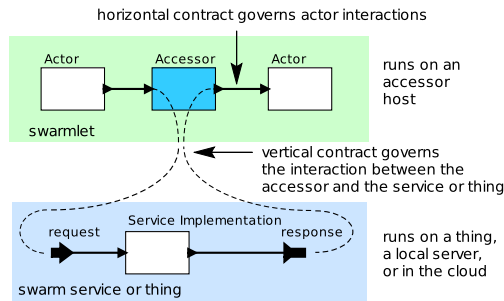 horizontal contract governs actor interactions
Actor
Accessor
Actor
runs on an
accessor
host
swarmlet
vertical contract governs
the interaction between the
accessor and the service or thing
Service Implementation
request
response
runs on a thing,
a local server,
or in the cloud
swarm service or thing